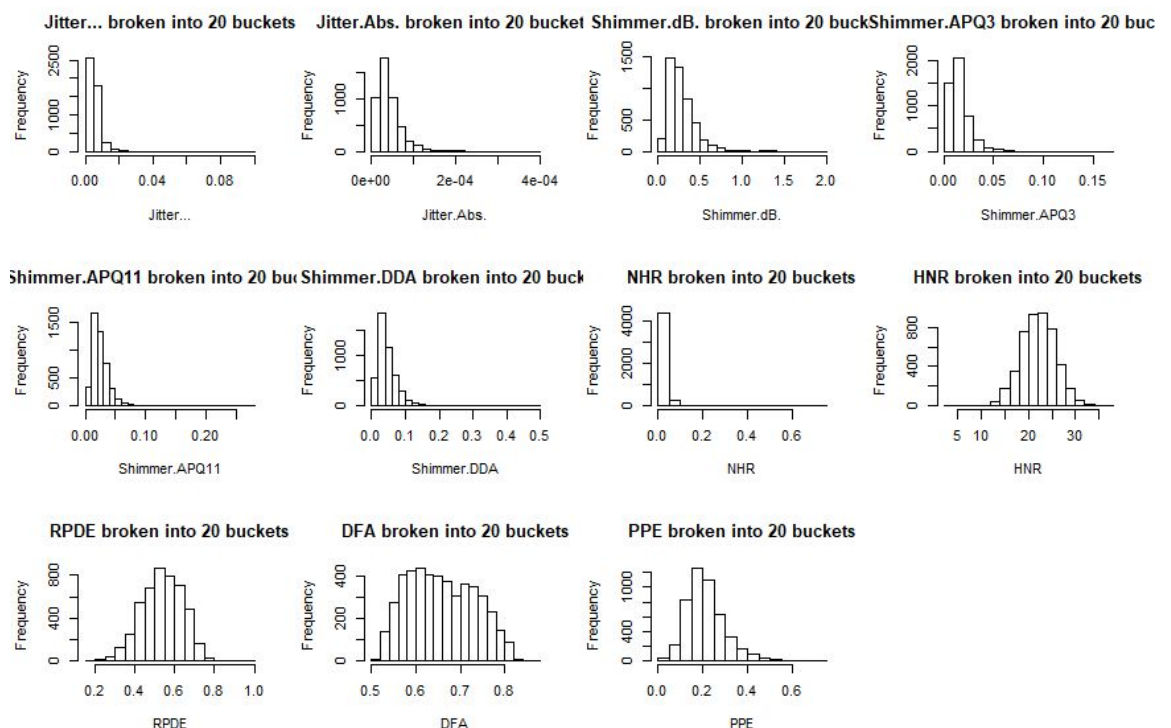 Jitter... broken into 20 buckets
Frequency
0 1000 2500
0.00 0.04 0.08
Jitter...
Jitter.Abs. broken into 20 bucket
Frequency
0 1000
0e+00 2e-04 4e-04
Jitter.Abs.
Shimmer.dB. broken into 20 buck
Frequency
0 500 1500
0.0 0.5 1.0 1.5 2.0
Shimmer.dB.
Shimmer.APQ3 broken into 20 buc
Frequency
0 1000 2000
0.00 0.05 0.10 0.15
Shimmer.APQ3
Shimmer.APQ11 broken into 20 buc
Frequency
0 500 1500
0.00 0.10 0.20
Shimmer.APQ11
Shimmer.DDA broken into 20 buck
Frequency
0 1000
0.0 0.1 0.2 0.3 0.4 0.5
Shimmer.DDA
NHR broken into 20 buckets
Frequency
0 1000 2000 4000
0.0 0.2 0.4 0.6
NHR
HNR broken into 20 buckets
Frequency
0 400 800
5 10 20 30
HNR
RPDE broken into 20 buckets
Frequency
0 400 800
0.2 0.4 0.6 0.8 1.0
RPDE
DFA broken into 20 buckets
Frequency
0 200 400
0.5 0.6 0.7 0.8
DFA
PPE broken into 20 buckets
Frequency
0 400 1000
0.0 0.2 0.4 0.6
PPE